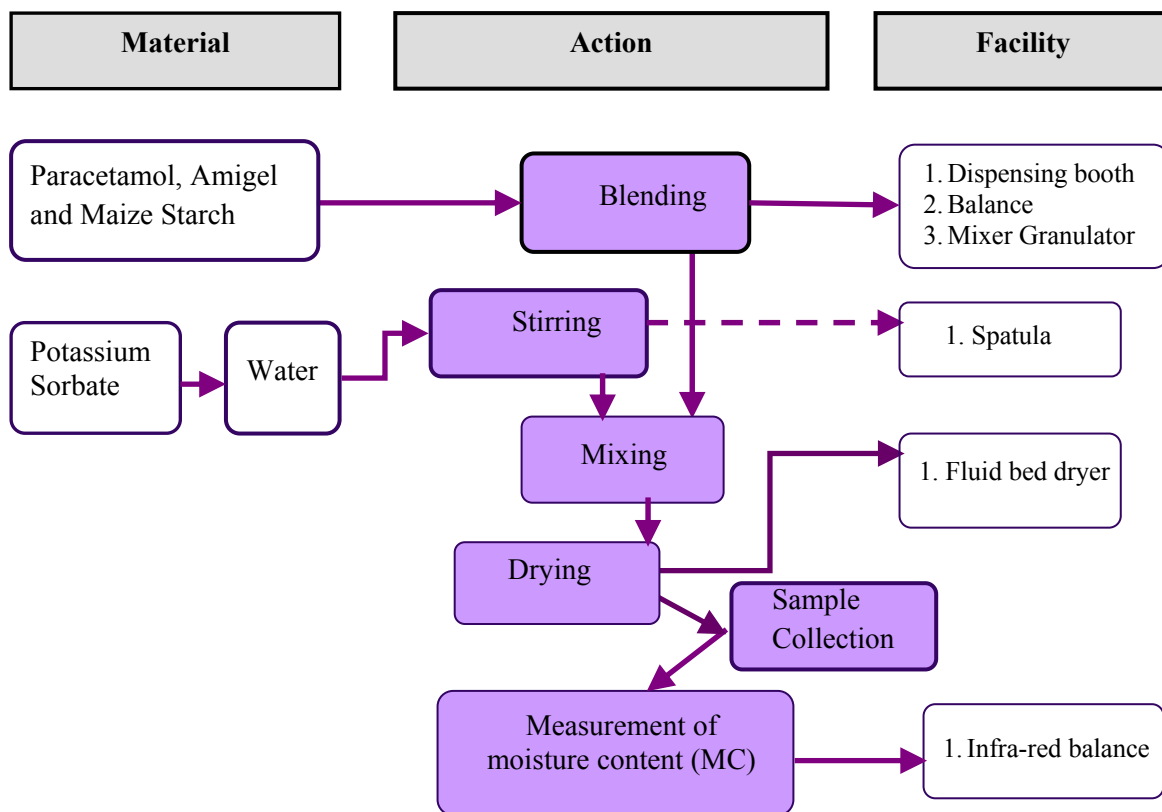 Material
Action
Facility
Paracetamol, Amigel
and Maize Starch
Blending
1. Dispensing booth
2. Balance
3. Mixer Granulator
Potassium
Sorbate
Water
Stirring
1. Spatula
Mixing
1. Fluid bed dryer
Drying
Sample
Collection
Measurement of
moisture content (MC)
1. Infra-red balance